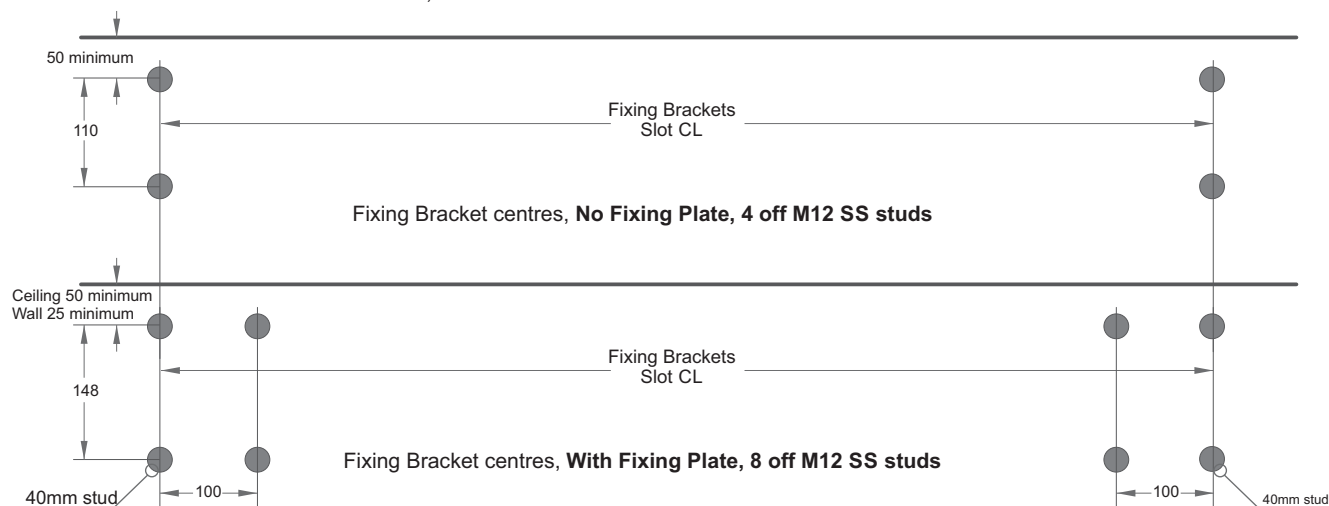 50 minimum
110
Fixing Brackets
Slot CL
Fixing Bracket centres, No Fixing Plate, 4 off M12 SS studs
Ceiling 50 minimum
Wall 25 minimum
148
Fixing Brackets
Slot CL
Fixing Bracket centres, With Fixing Plate, 8 off M12 SS studs
40mm stud
100
100
40mm stud